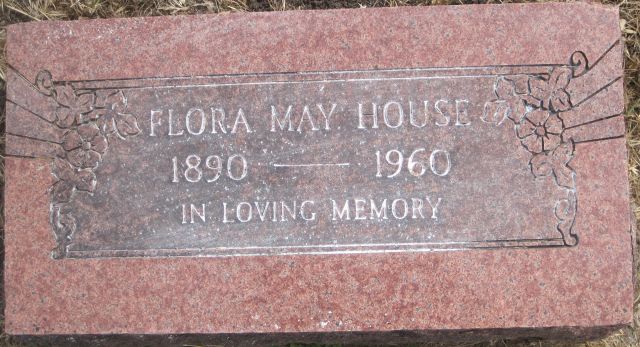 FLORA MAY HOUSE
1890 — 1960
IN LOVING MEMORY